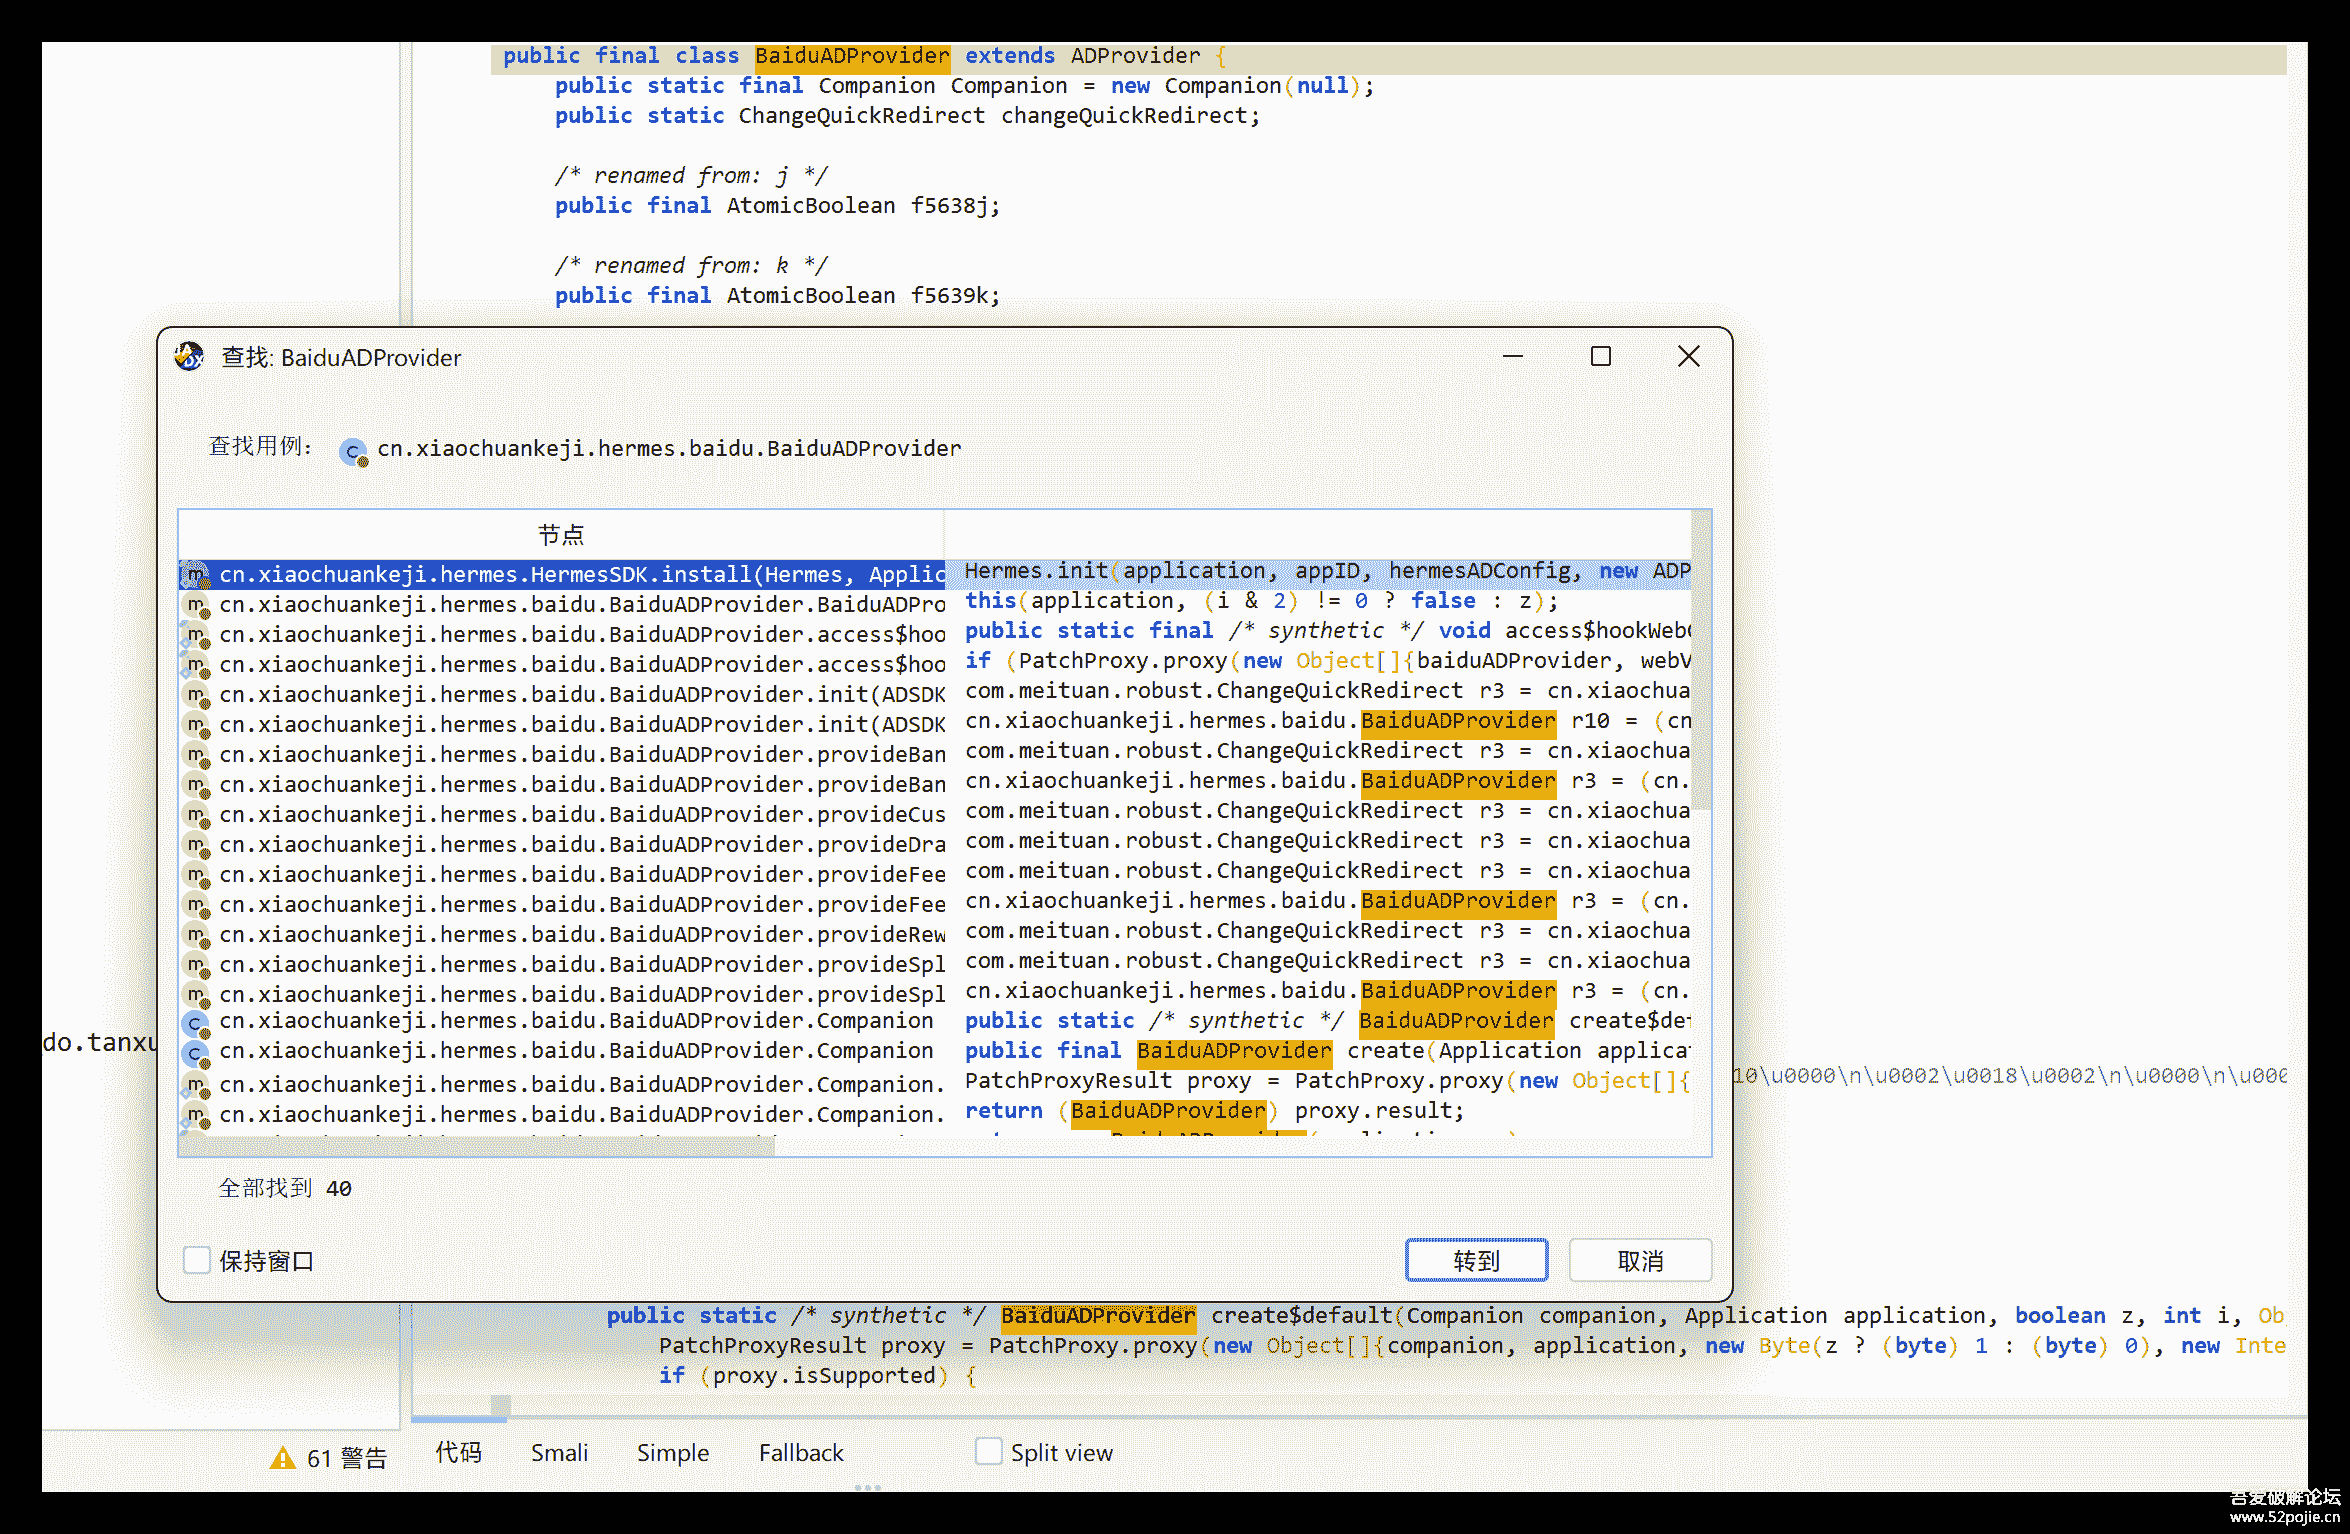 public final class BaiduADProvider extends ADProvider {
public static final Companion Companion = new Companion(null);
public static ChangeQuickRedirect changeQuickRedirect;
/* renamed from: j */
public final AtomicBoolean f5638j;
/* renamed from: k */
public final AtomicBoolean f5639k;
查找: BaiduADProvider
查找用例: cn.xiaochuankeji.hermes.baidu.BaiduADProvider
节点
cn.xiaochuankeji.hermes.HermesSDK.install(Hermes, Applic Hermes.init(application, appID, hermesADConfig, new ADP
cn.xiaochuankeji.hermes.baidu.BaiduADProvider.BaiduADPro this(application, (i & 2) != 0 ? false : z);
cn.xiaochuankeji.hermes.baidu.BaiduADProvider.access$hoo public static final /* synthetic */ void access$hookWeb
cn.xiaochuankeji.hermes.baidu.BaiduADProvider.access$hoo if (PatchProxy.proxy(new Object[]{baiduADProvider, webV
cn.xiaochuankeji.hermes.baidu.BaiduADProvider.init(ADSDK com.meituan.robust.ChangeQuickRedirect r3 = cn.xiaochua
cn.xiaochuankeji.hermes.baidu.BaiduADProvider.init(ADSDK cn.xiaochuankeji.hermes.baidu.BaiduADProvider r10 = (cn
cn.xiaochuankeji.hermes.baidu.BaiduADProvider.provideBan com.meituan.robust.ChangeQuickRedirect r3 = cn.xiaochua
cn.xiaochuankeji.hermes.baidu.BaiduADProvider.provideBan cn.xiaochuankeji.hermes.baidu.BaiduADProvider r3 = (cn.
cn.xiaochuankeji.hermes.baidu.BaiduADProvider.provideCus com.meituan.robust.ChangeQuickRedirect r3 = cn.xiaochua
cn.xiaochuankeji.hermes.baidu.BaiduADProvider.provideDra com.meituan.robust.ChangeQuickRedirect r3 = cn.xiaochua
cn.xiaochuankeji.hermes.baidu.BaiduADProvider.provideFee com.meituan.robust.ChangeQuickRedirect r3 = cn.xiaochua
cn.xiaochuankeji.hermes.baidu.BaiduADProvider.provideFee cn.xiaochuankeji.hermes.baidu.BaiduADProvider r3 = (cn.
cn.xiaochuankeji.hermes.baidu.BaiduADProvider.provideRew com.meituan.robust.ChangeQuickRedirect r3 = cn.xiaochua
cn.xiaochuankeji.hermes.baidu.BaiduADProvider.provideSpl com.meituan.robust.ChangeQuickRedirect r3 = cn.xiaochua
cn.xiaochuankeji.hermes.baidu.BaiduADProvider.provideSpl cn.xiaochuankeji.hermes.baidu.BaiduADProvider r3 = (cn.
cn.xiaochuankeji.hermes.baidu.BaiduADProvider.Companion public static /* synthetic */ BaiduADProvider create$de
do.tanxu
cn.xiaochuankeji.hermes.baidu.BaiduADProvider.Companion public final BaiduADProvider create(Application applica
cn.xiaochuankeji.hermes.baidu.BaiduADProvider.Companion. PatchProxyResult proxy = PatchProxy.proxy(new Object[]{
10\u0000\n\u0002\u0018\u0002\n\u0000\n\u000
cn.xiaochuankeji.hermes.baidu.BaiduADProvider.Companion. return (BaiduADProvider) proxy.result;
全部找到 40
保持窗口
转到 取消
public static /* synthetic */ BaiduADProvider create$default(Companion companion, Application application, boolean z, int i, Ob
PatchProxyResult proxy = PatchProxy.proxy(new Object[]{companion, application, new Byte(z ? (byte) 1 : (byte) 0), new Inte
if (proxy.isSupported) {
61 警告 代码 Smali Simple Fallback Split view
吾爱破解论坛
www.52pojie.cn